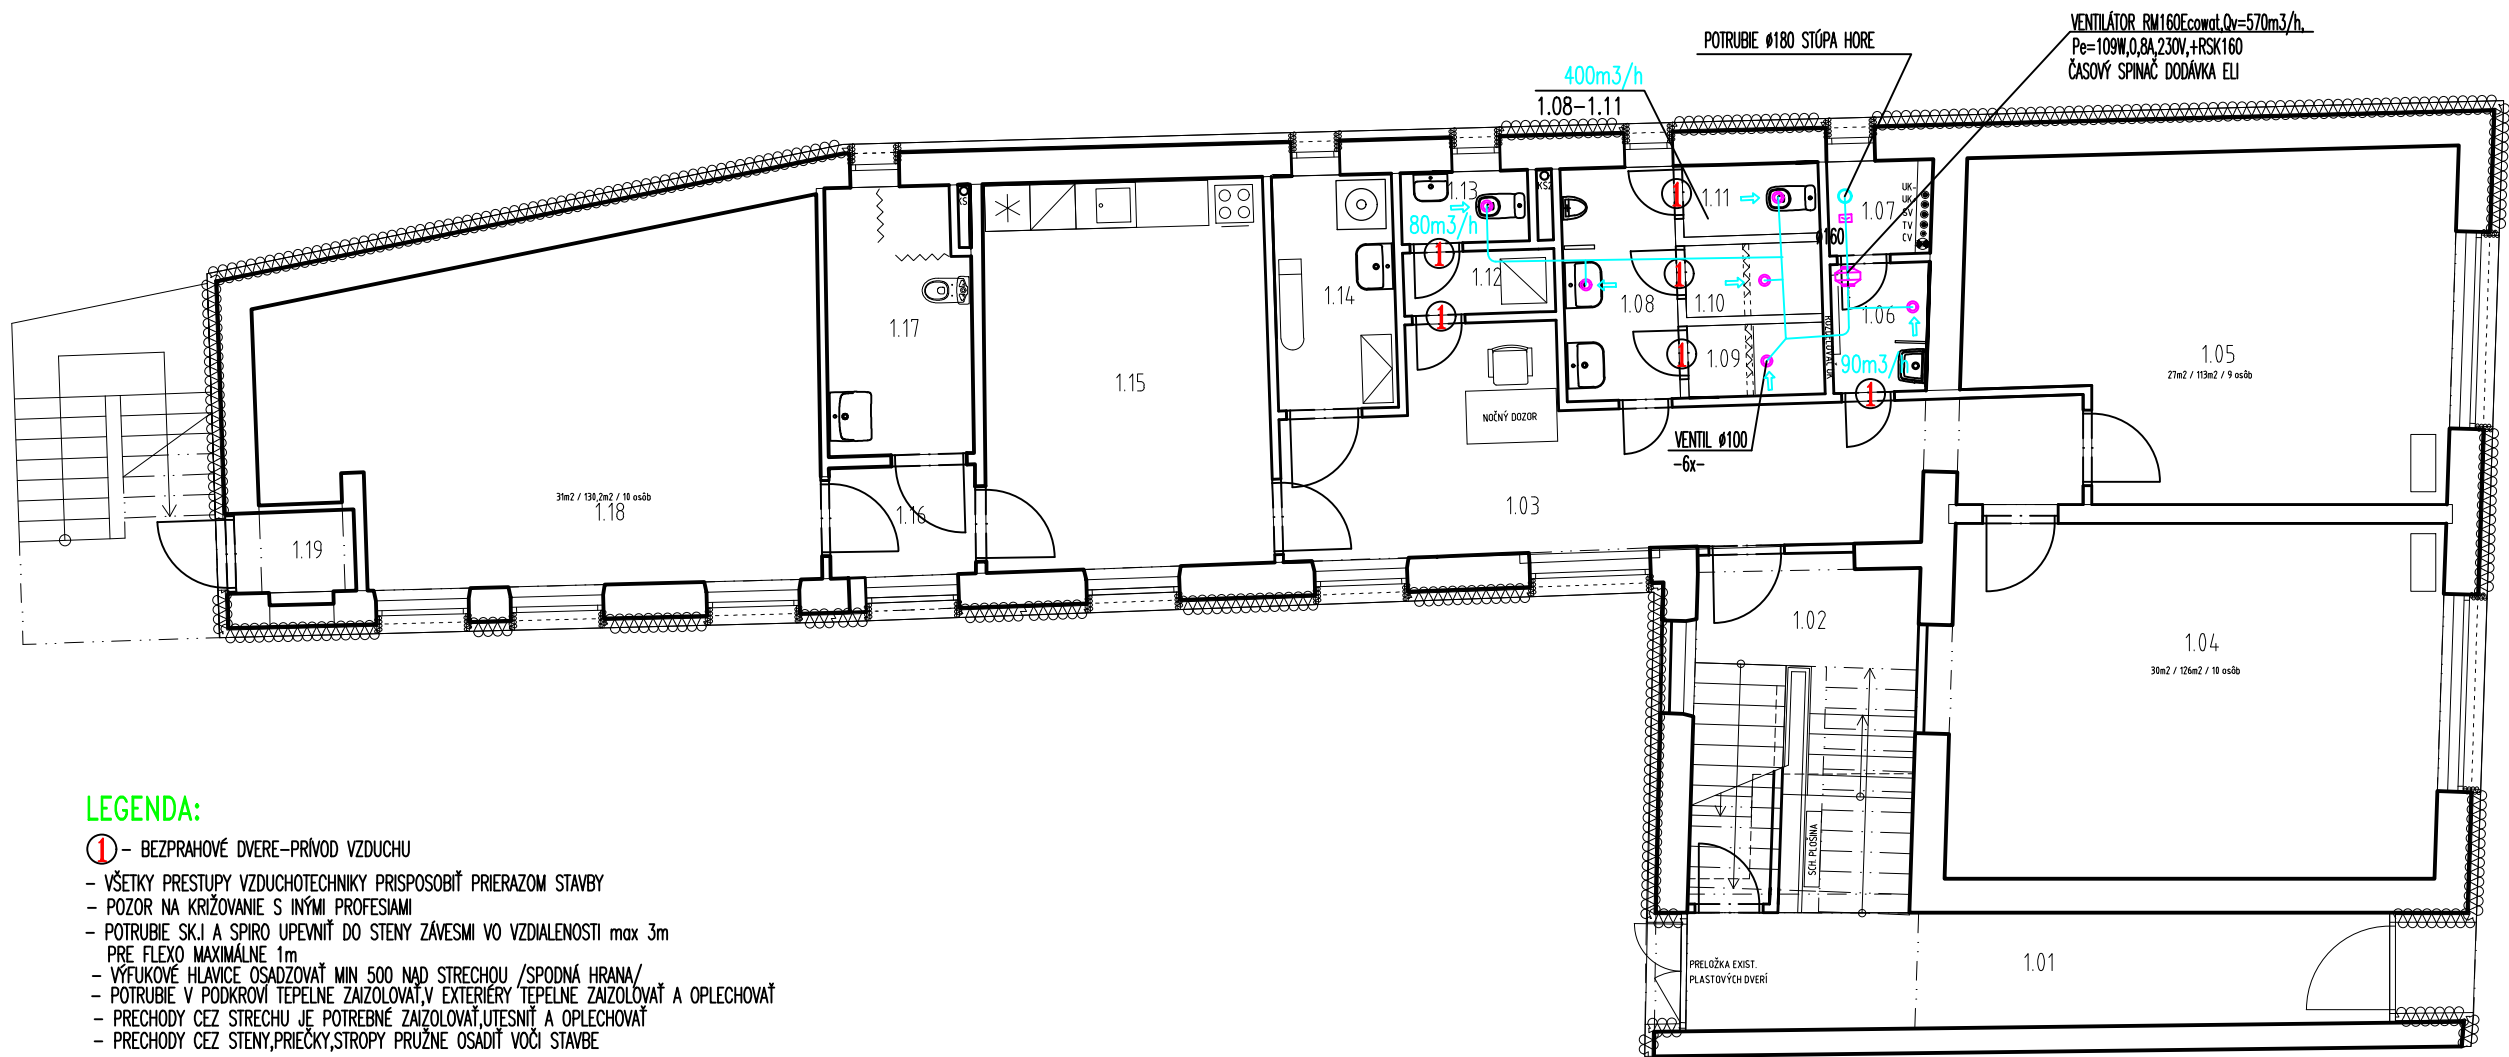 VENTILÁTOR RM160Ecowat,Qv=570m3/h,
Pe=109W,0,8A,230V,+RSK160
ČASOVÝ SPINAČ DODÁVKA ELI
POTRUBIE ø180 STÚPA HORE
400m3/h
1.08-1.11
1.13
KS2
80m3/h
1
1.12
1
1.14
1.08
1
1.11
1
1.10
1
1.09
ø160
1.07
UK-
UK-
SV
TV
CV
1.06
90m3/h
1
1.05
27m2 / 113m2 / 9 osôb
KS
1.17
1.15
NOČNÝ DOZOR
VENTIL ø100
-6x-
31m2 / 130,2m2 / 10 osôb
1.18
1.16
1.03
1.19
1.02
1.04
30m2 / 126m2 / 10 osôb
SCH. PLOŠINA
PRELOŽKA EXIST.
PLASTOVÝCH DVERÍ
1.01
LEGENDA:
1 - BEZPRAHOVÉ DVERE-PRÍVOD VZDUCHU
- VŠETKY PRESTUPY VZDUCHOTECHNIKY PRISPOSOBIŤ PRIERAZOM STAVBY
- POZOR NA KRIŽOVANIE S INÝMI PROFESIAMI
- POTRUBIE SK.I A SPIRO UPEVNIŤ DO STENY ZÁVESMI VO VZDIALENOSTI max 3m
PRE FLEXO MAXIMÁLNE 1m
- VÝFUKOVÉ HLAVICE OSADZOVAŤ MIN 500 NAD STRECHOU /SPODNÁ HRANA/
- POTRUBIE V PODKROVÍ TEPELNE ZAIZOLOVAŤ,V EXTERIÉRY TEPELNE ZAIZOLOVAŤ A OPLECHOVAŤ
- PRECHODY CEZ STRECHU JE POTREBNÉ ZAIZOLOVAŤ,UTESNIŤ A OPLECHOVAŤ
- PRECHODY CEZ STENY,PRIEČKY,STROPY PRUŽNE OSADIŤ VOČI STAVBE